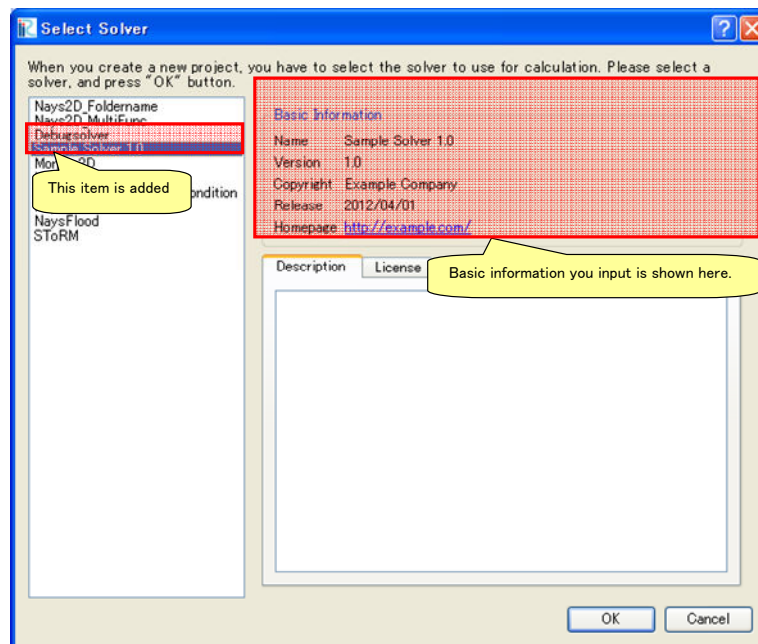 Select Solver
When you create a new project, you have to select the solver to use for calculation. Please select a
solver, and press "OK" button.
Nays2D_Foldername
Nays2D_MultiFunc
Debugsolver
Sample Solver 1.0
This item is added
ondition
NaysFlood
SToRM
Basic Information
Name Sample Solver 1.0
Version 1.0
Copyright Example Company
Release 2012/04/01
Homepage http://example.com/
Basic information you input is shown here.
Description License
OK Cancel